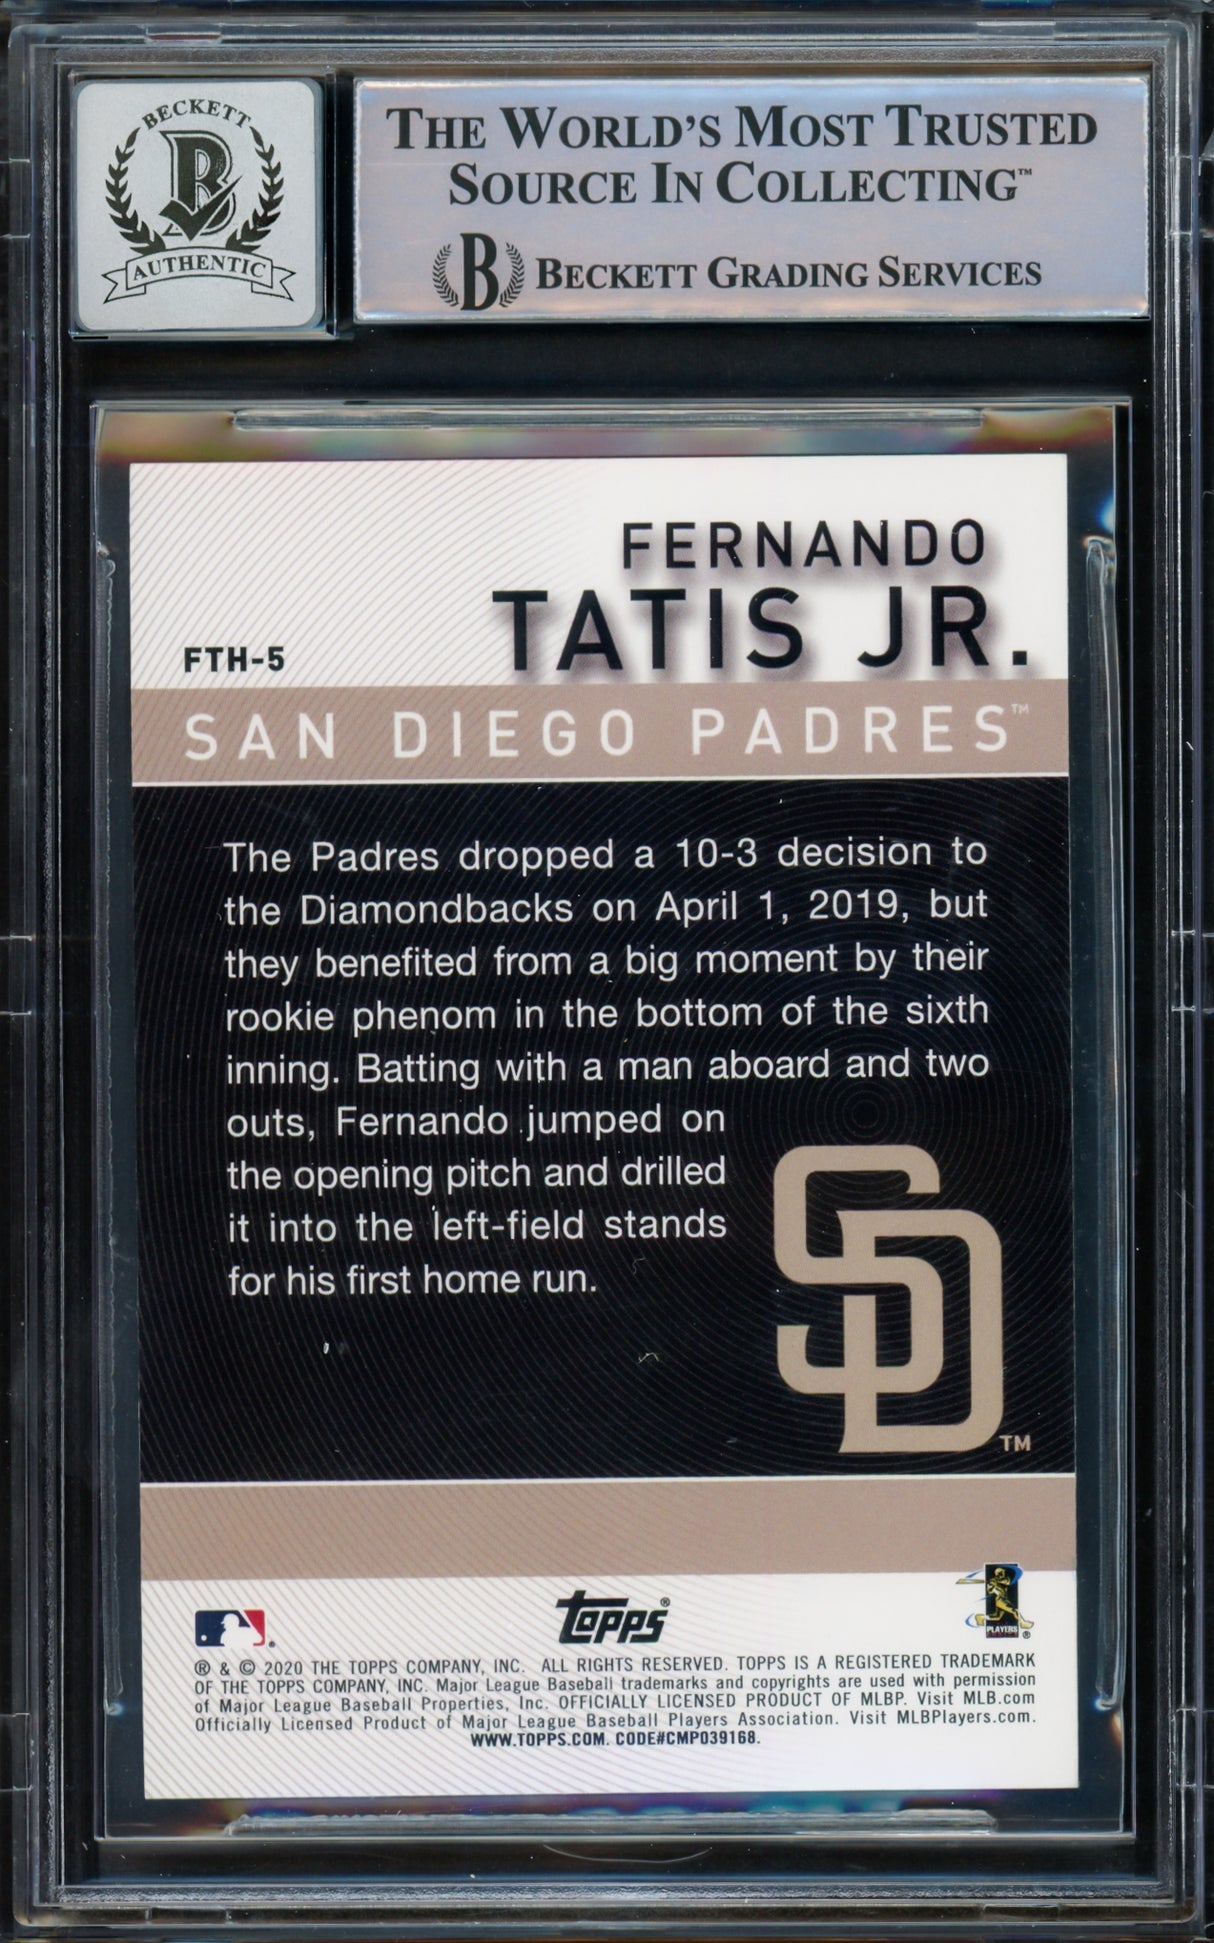 BECKETT
B
AUTHENTIC
THE WORLD'S MOST TRUSTED
SOURCE IN COLLECTING™
B BECKETT GRADING SERVICES
FERNANDO
TATIS JR.
FTH-5
SAN DIEGO PADRES™
The Padres dropped a 10-3 decision to
the Diamondbacks on April 1, 2019, but
they benefited from a big moment by their
rookie phenom in the bottom of the sixth
inning. Batting with a man aboard and two
outs, Fernando jumped on
the opening pitch and drilled
it into the left-field stands
for his first home run.
SD TM
Topps®
PLAYERS
®
® & © 2020 THE TOPPS COMPANY, INC. ALL RIGHTS RESERVED. TOPPS IS A REGISTERED TRADEMARK
OF THE TOPPS COMPANY, INC. Major League Baseball trademarks and copyrights are used with permission
of Major League Baseball Properties, Inc. OFFICIALLY LICENSED PRODUCT OF MLBP. Visit MLB.com
Officially Licensed Product of Major League Baseball Players Association. Visit MLBPlayers.com.
WWW.TOPPS.COM. CODE#CMP039168.